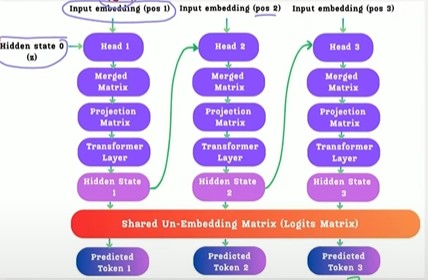 Input embedding (pos 1)
Input embedding (pos 2)
Input embedding (pos 3)
Hidden state 0
(z)
Head 1
Head 2
Head 3
Merged
Matrix
Merged
Matrix
Merged
Matrix
Projection
Matrix
Projection
Matrix
Projection
Matrix
Transformer
Layer
Transformer
Layer
Transformer
Layer
Hidden State
1
Hidden State
2
Hidden State
3
Shared Un-Embedding Matrix (Logits Matrix)
Predicted
Token 1
Predicted
Token 2
Predicted
Token 3